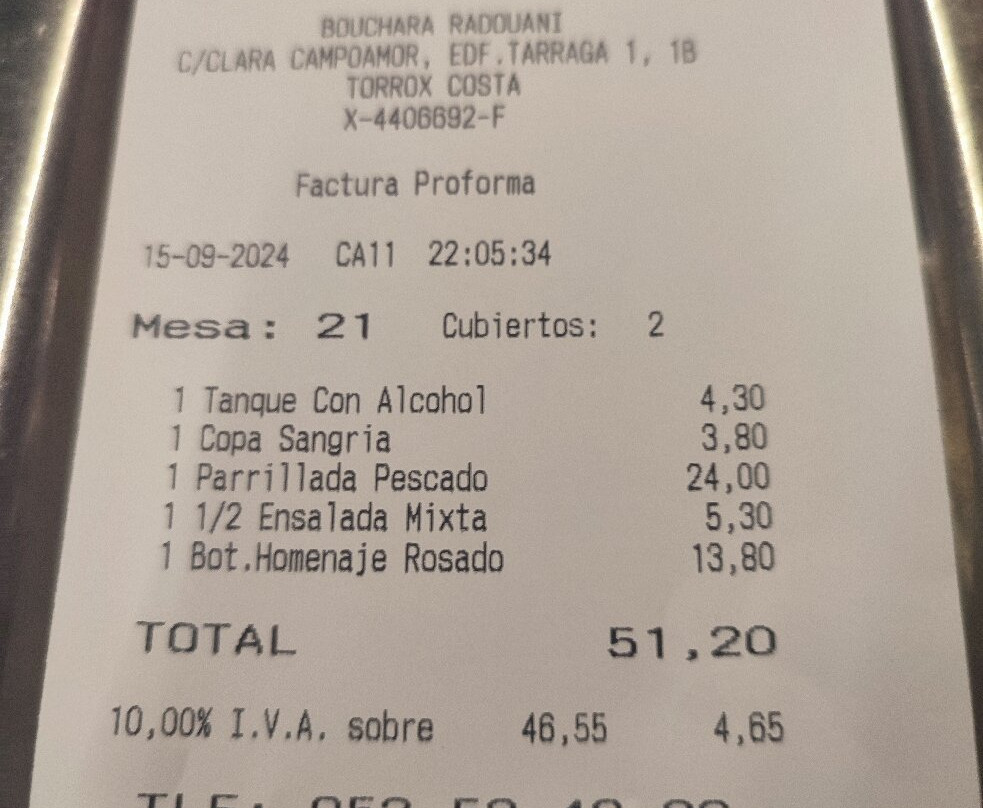 BOUCHARA RADOUANI
C/CLARA CAMPOAMOR, EDF.TARRAGA 1, 1B
TORROX COSTA
X-4406692-F
Factura Proforma
15-09-2024 CA11 22:05:34
Mesa: 21 Cubiertos: 2
1 Tanque Con Alcohol 4,30
1 Copa Sangria 3,80
1 Parrillada Pescado 24,00
1 1/2 Ensalada Mixta 5,30
1 Bot.Homenaje Rosado 13,80
TOTAL 51,20
10,00% I.V.A. sobre 46,55 4,65